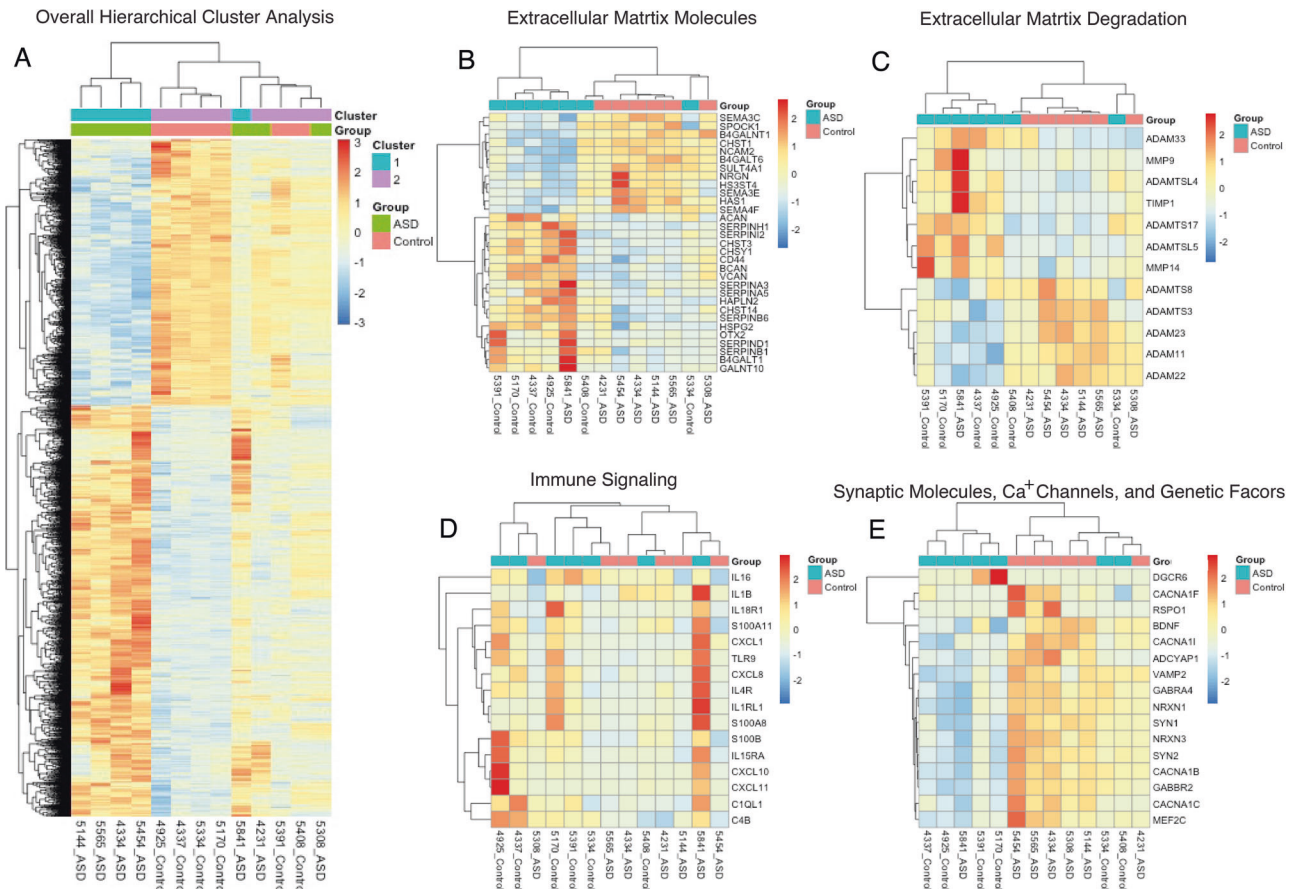 Overall Hierarchical Cluster Analysis
A
Cluster
Group
3
2
1
0
-1
-2
-3
Cluster
1
2
Group
ASD
Control
5144_ASD
5565_ASD
4334_ASD
5454_ASD
4925_Control
4337_Control
5334_Control
5170_Control
5841_ASD
4231_ASD
5391_Control
5408_Control
5308_ASD
Extracellular Matrtix Molecules
B
Group
SEMA3C
SPOCK1
B4GALNT1
CHST1
NCAM2
B4GALT6
SULT4A1
NRGN
HS3ST4
SEMA3E
HAS1
SEMA4F
ACAN
SERPINH1
SERPINI2
CHST3
CHSY1
CD44
BCAN
VCAN
SERPINA3
SERPINA5
HAPLN2
CHST14
SERPINB6
HSPG2
OTX2
SERPIND1
SERPINB1
B4GALT1
GALNT10
2
1
0
-1
-2
Group
ASD
Control
5391_Control
5170_Control
4337_Control
4925_Control
5841_ASD
5408_Control
4231_ASD
5454_ASD
4334_ASD
5144_ASD
5565_ASD
5334_Control
5308_ASD
Extracellular Matrtix Degradation
C
Group
ADAM33
MMP9
ADAMTSL4
TIMP1
ADAMTS17
ADAMTSL5
MMP14
ADAMTS8
ADAMTS3
ADAM23
ADAM11
ADAM22
2
1
0
-1
-2
Group
ASD
Control
5391_Control
5170_Control
5841_ASD
4337_Control
4925_Control
5408_Control
4231_ASD
5454_ASD
4334_ASD
5144_ASD
5565_ASD
5334_Control
5308_ASD
Immune Signaling
D
Group
IL16
IL1B
IL18R1
S100A11
CXCL1
TLR9
CXCL8
IL4R
IL1RL1
S100A8
S100B
IL15RA
CXCL10
CXCL11
C1QL1
C4B
2
1
0
-1
-2
Group
ASD
Control
4925_Control
4337_Control
5308_ASD
5170_Control
5391_Control
5334_Control
5565_ASD
4334_ASD
5408_Control
4231_ASD
5144_ASD
5841_ASD
5454_ASD
Synaptic Molecules, Ca+ Channels, and Genetic Facors
E
Grou
DGCR6
CACNA1F
RSPO1
BDNF
CACNA1I
ADCYAP1
VAMP2
GABRA4
NRXN1
SYN1
NRXN3
SYN2
CACNA1B
GABBR2
CACNA1C
MEF2C
2
1
0
-1
-2
Group
ASD
Control
4337_Control
4925_Control
5841_ASD
5391_Control
5170_Control
5454_ASD
5565_ASD
4334_ASD
5308_ASD
5144_ASD
5334_Control
5408_Control
4231_ASD